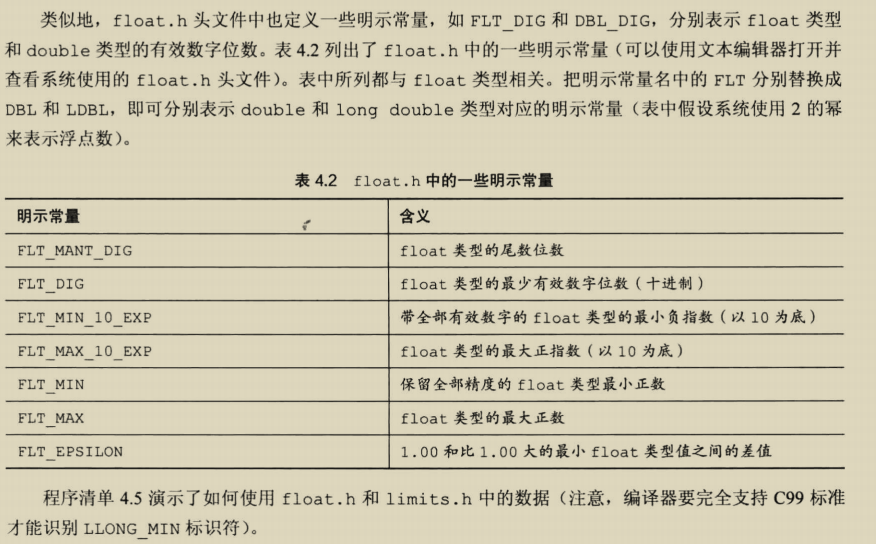 类似地，float.h 头文件中也定义一些明示常量，如 FLT_DIG 和 DBL_DIG，分别表示 float 类型
和 double 类型的有效数字位数。表 4.2 列出了 float.h 中的一些明示常量（可以使用文本编辑器打开并
查看系统使用的 float.h 头文件）。表中所列都与 float 类型相关。把明示常量名中的 FLT 分别替换成
DBL 和 LDBL，即可分别表示 double 和 long double 类型对应的明示常量（表中假设系统使用 2 的幂
来表示浮点数）。
表 4.2 float.h 中的一些明示常量
明示常量 含义
FLT_MANT_DIG float 类型的尾数位数
FLT_DIG float 类型的最少有效数字位数（十进制）
FLT_MIN_10_EXP 带全部有效数字的 float 类型的最小负指数（以 10 为底）
FLT_MAX_10_EXP float 类型的最大正指数（以 10 为底）
FLT_MIN 保留全部精度的 float 类型最小正数
FLT_MAX float 类型的最大正数
FLT_EPSILON 1.00 和比 1.00 大的最小 float 类型值之间的差值
程序清单 4.5 演示了如何使用 float.h 和 limits.h 中的数据（注意，编译器要完全支持 C99 标准
才能识别 LLONG_MIN 标识符）。